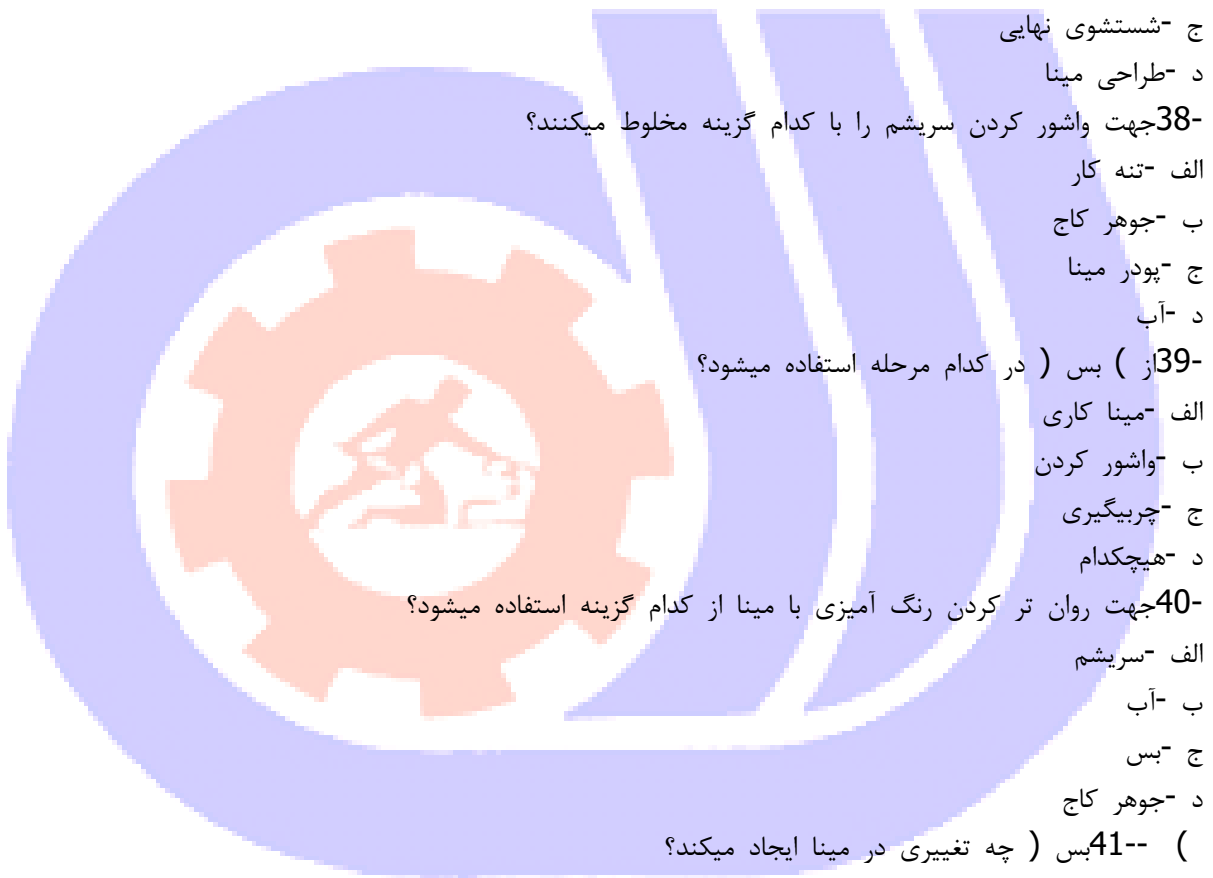 ج -شستشوی نهایی
د -طراحی مینا
-38جهت واشور کردن سریشم را با کدام گزینه مخلوط میکنند؟
الف -تنه کار
ب -جوهر کاج
ج -پودر مینا
د -آب
-39از ) بس ( در کدام مرحله استفاده میشود؟
الف -مینا کاری
ب -واشور کردن
ج -چربیگیری
د -هیچکدام
-40جهت روان تر کردن رنگ آمیزی با مینا از کدام گزینه استفاده میشود؟
الف -سریشم
ب -آب
ج -بس
د -جوهر کاج
) --41بس ( چه تغییری در مینا ایجاد میکند؟